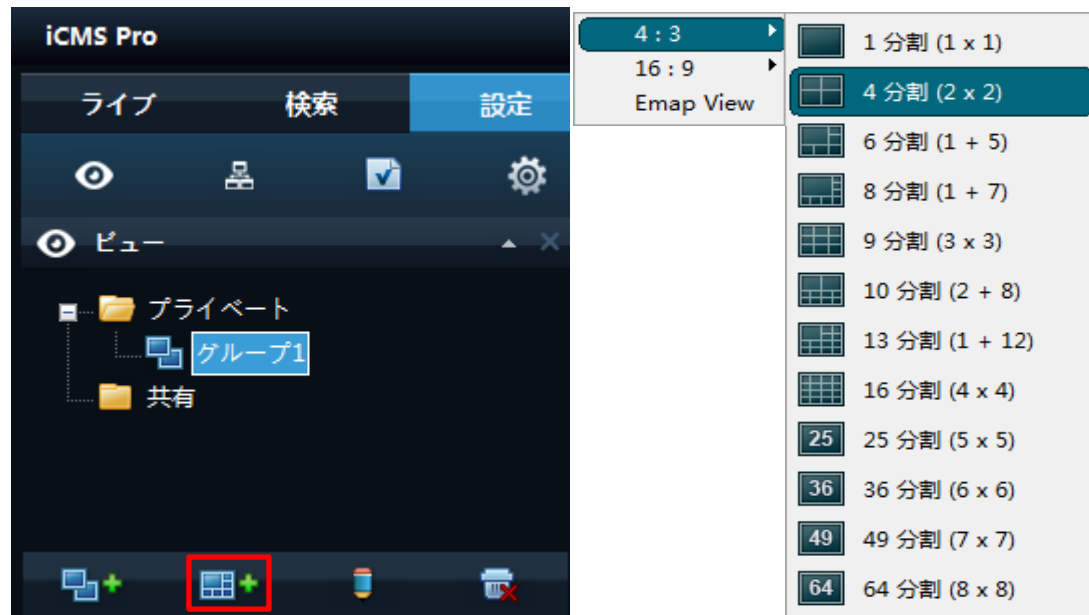 iCMS Pro
ライブ 検索 設定
ビュー
プライベート
グループ1
共有
4 : 3
16 : 9
Emap View
1 分割 (1 x 1)
4 分割 (2 x 2)
6 分割 (1 + 5)
8 分割 (1 + 7)
9 分割 (3 x 3)
10 分割 (2 + 8)
13 分割 (1 + 12)
16 分割 (4 x 4)
25 25 分割 (5 x 5)
36 36 分割 (6 x 6)
49 49 分割 (7 x 7)
64 64 分割 (8 x 8)